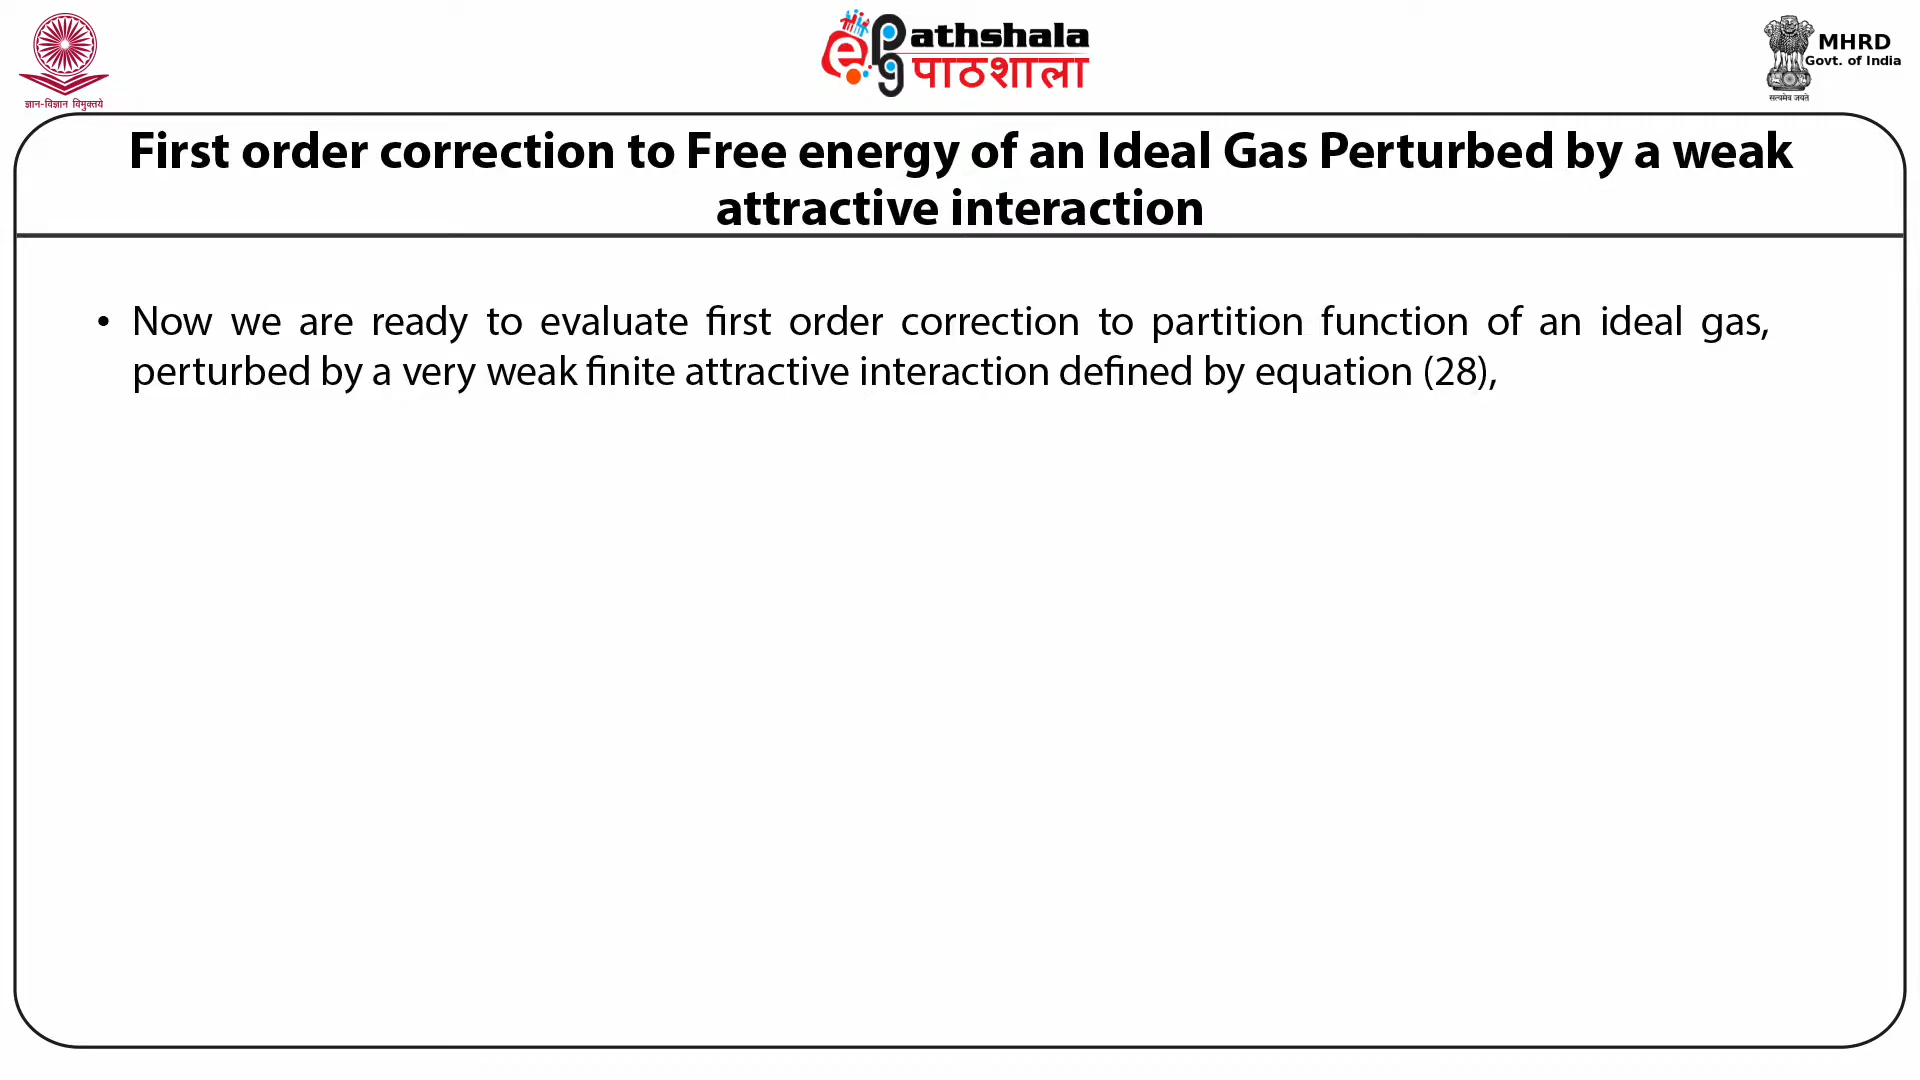 ज्ञान-विज्ञान विमुक्तये
epgathshala
पाठशाला
सत्यमेव जयते
MHRD
Govt. of India
First order correction to Free energy of an Ideal Gas Perturbed by a weak
attractive interaction
• Now we are ready to evaluate first order correction to partition function of an ideal gas,
perturbed by a very weak finite attractive interaction defined by equation (28),